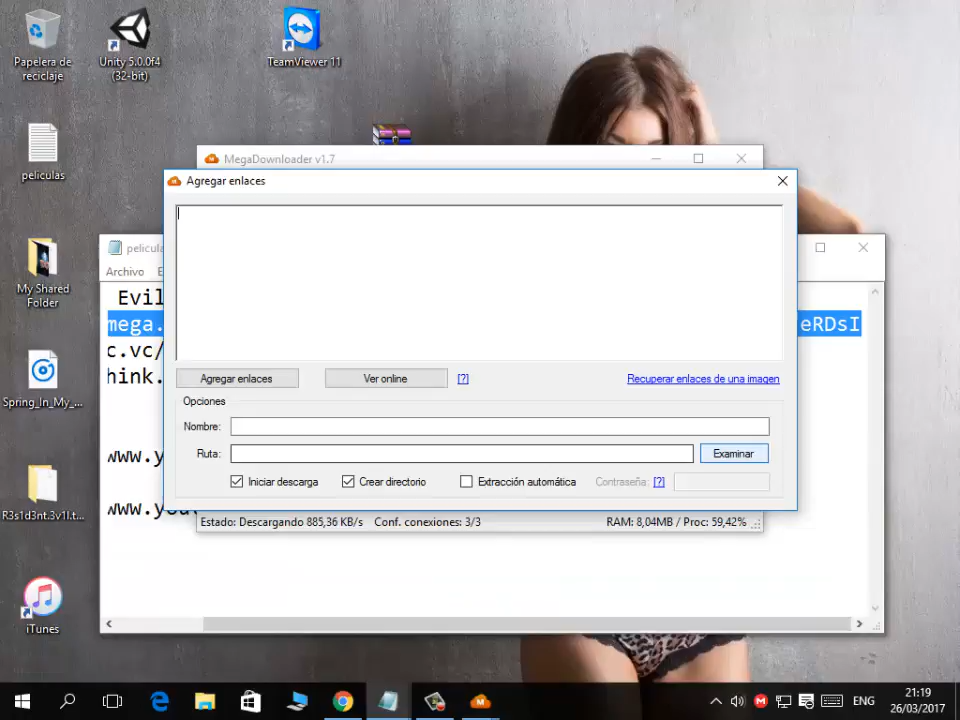 Papelera de
reciclaje
Unity 5.0.0f4
(32-bit)
TeamViewer 11
peliculas
My Shared
Folder
Spring_In_My_...
R3s1d3nt.3v1l.t...
iTunes
MegaDownloader v1.7
Agregar enlaces
Archivo
Evil
mega.
eRDsI
c.vc/
hink.
www.y
www.you
Agregar enlaces
Ver online
[?]
Recuperar enlaces de una imagen
Opciones
Nombre:
Ruta:
Examinar
Iniciar descarga
Crear directorio
Extracción automática
Contraseña:
[?]
Estado: Descargando 885,36 KB/s
Conf. conexiones: 3/3
RAM: 8,04MB / Proc: 59,42%
ENG
21:19
26/03/2017